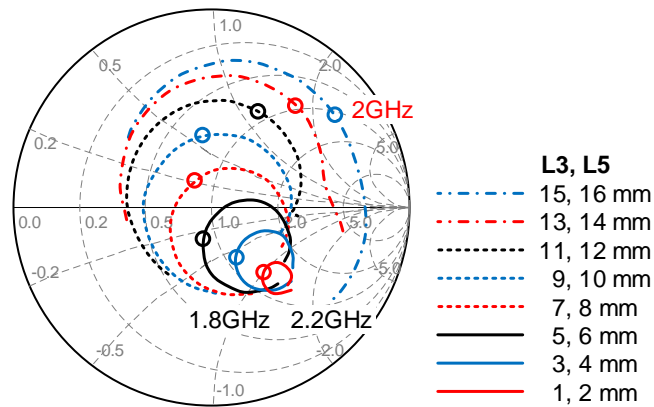 1.0
0.5
2.0
2GHz
0.2
5.0
L3, L5
15, 16 mm
0.0
0.2
1.0
2.0
5.0
13, 14 mm
11, 12 mm
-0.2
-5.0
9, 10 mm
7, 8 mm
1.8GHz
2.2GHz
5, 6 mm
-0.5
-2.0
3, 4 mm
-1.0
1, 2 mm